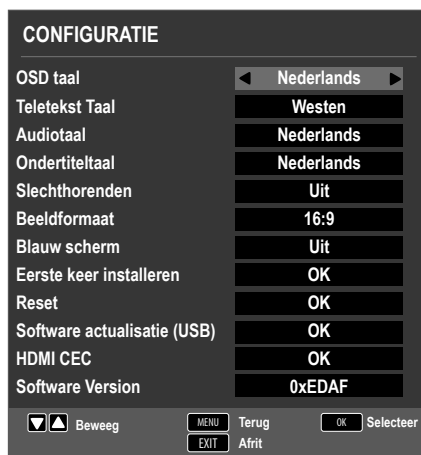 CONFIGURATIE
OSD taal Nederlands
Teletekst Taal Westen
Audiotaal Nederlands
Ondertiteltaal Nederlands
Slechthorenden Uit
Beeldformaat 16:9
Blauw scherm Uit
Eerste keer installeren OK
Reset OK
Software actualisatie (USB) OK
HDMI CEC OK
Software Version 0xEDAF
Beweeg MENU Terug OK Selecteer
EXIT Afrit